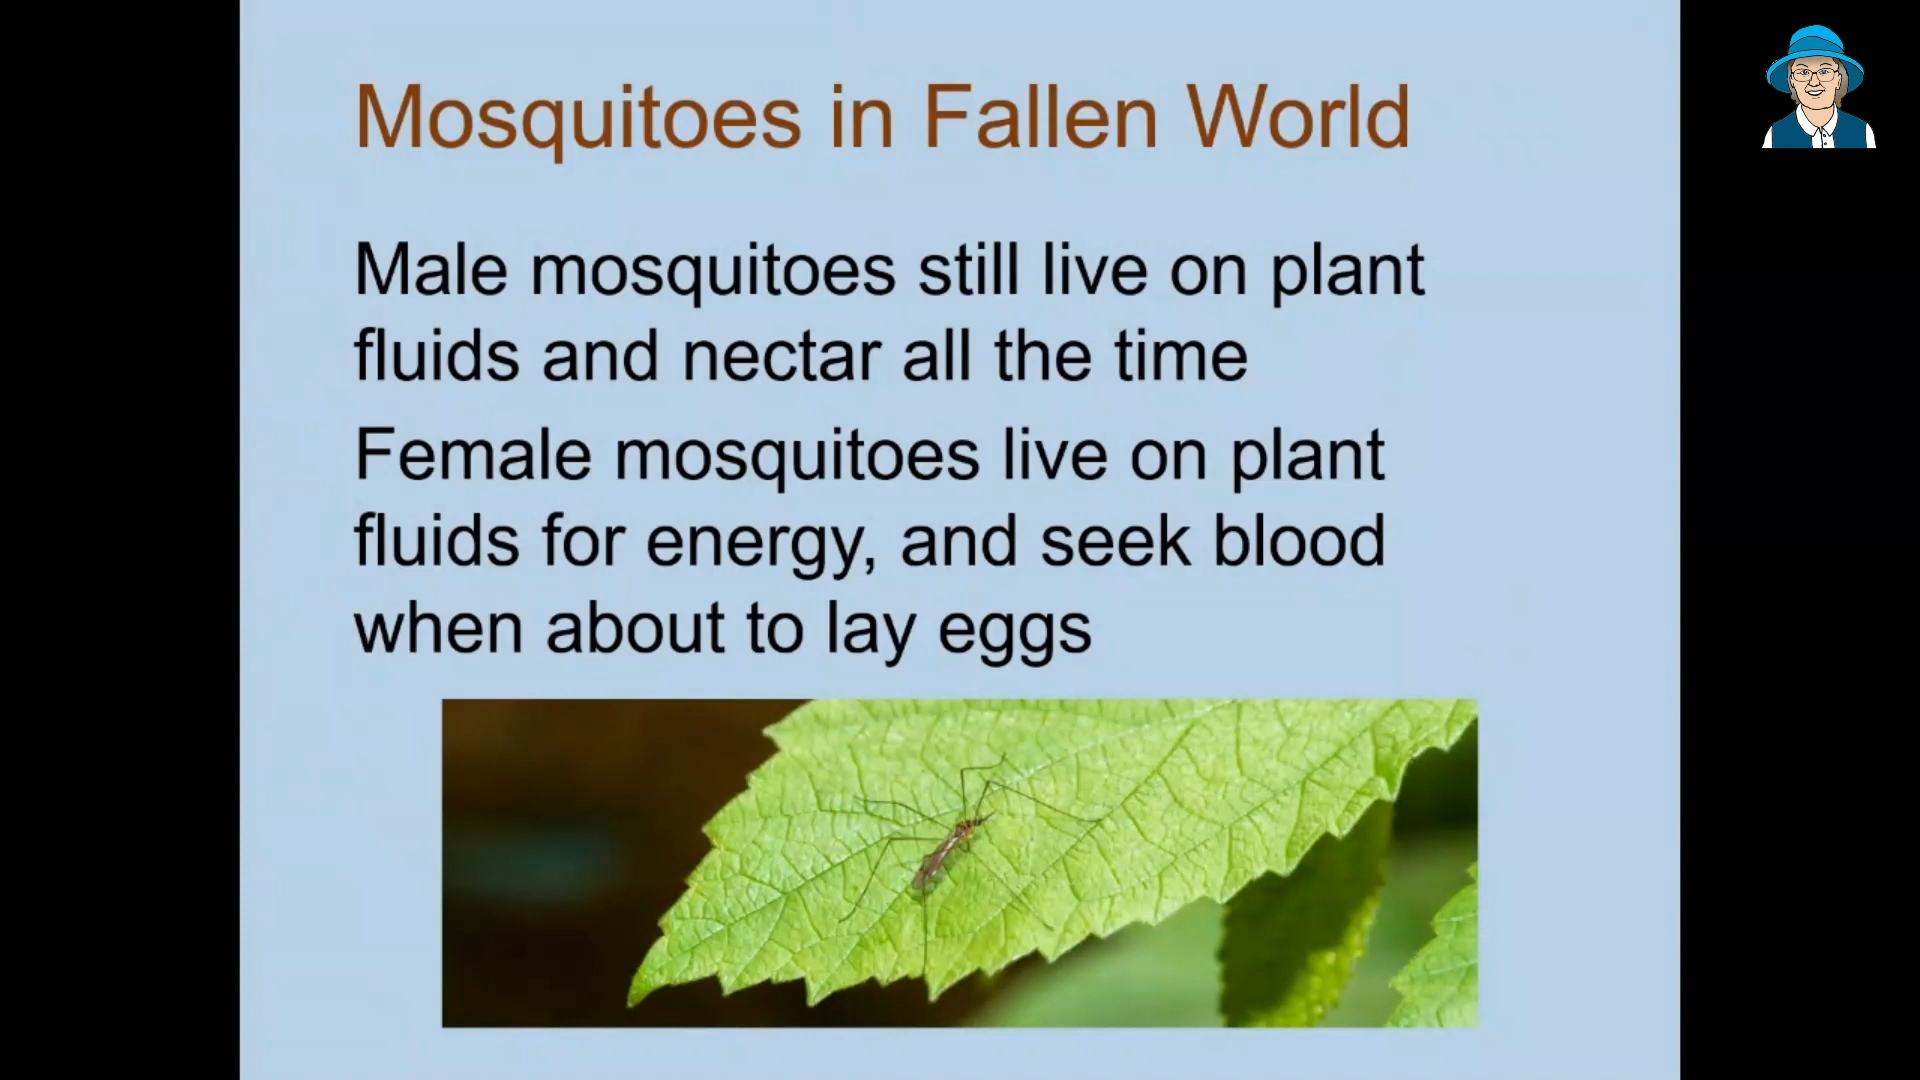 Mosquitoes in Fallen World
Male mosquitoes still live on plant
fluids and nectar all the time
Female mosquitoes live on plant
fluids for energy, and seek blood
when about to lay eggs